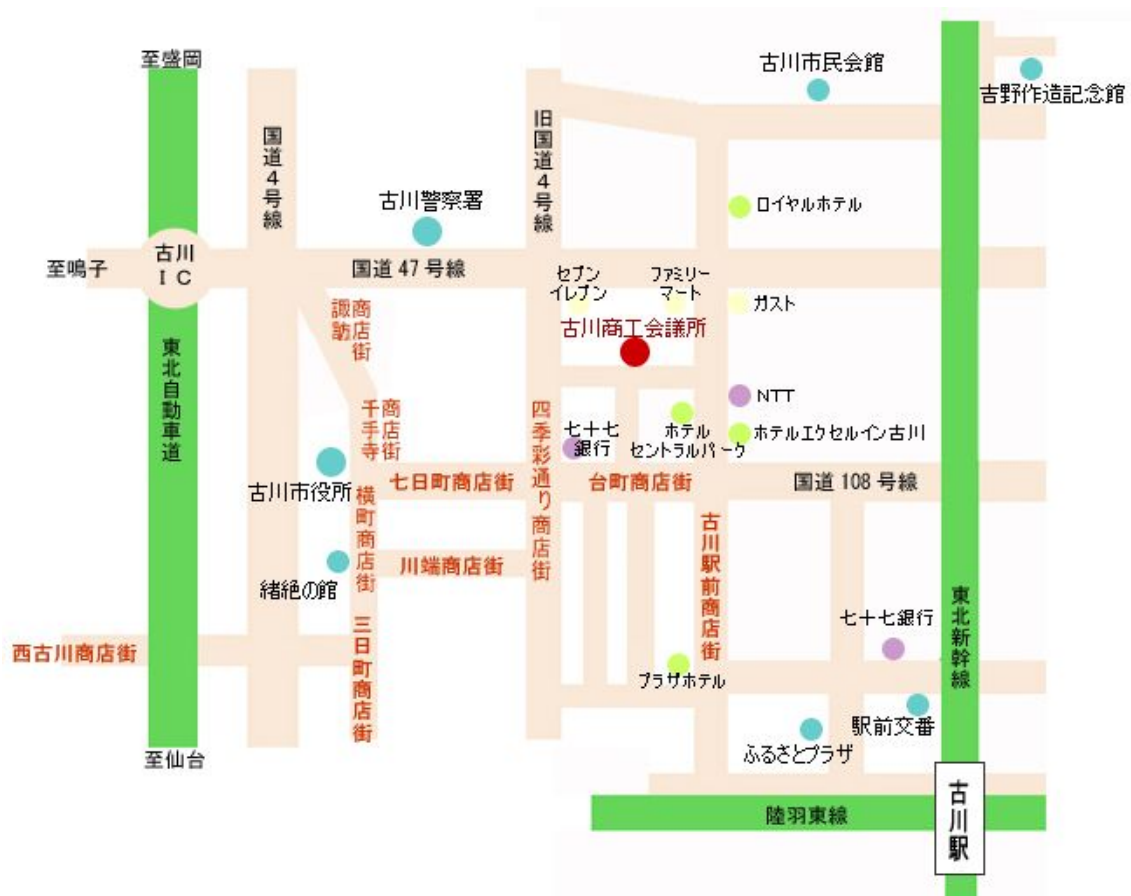 至盛岡
古川市民会館
吉野作造記念館
国道４号線
旧国道４号線
古川警察署
ロイヤルホテル
古川
ＩＣ
至鳴子
国道47号線
セブン
イレブン
ファミリー
マート
ガスト
諏訪
商店街
古川商工会議所
東北自動車道
NTT
千手寺
商店街
四季彩通り商店街
七十七
銀行
ホテル
セントラルパーク
ホテルエクセルイン古川
古川市役所
七日町商店街
台町商店街
国道108号線
横町商店街
古川駅前商店街
川端商店街
緒絶の館
東北新幹線
七十七銀行
西古川商店街
三日町商店街
プラザホテル
駅前交番
ふるさとプラザ
至仙台
陸羽東線
古川駅